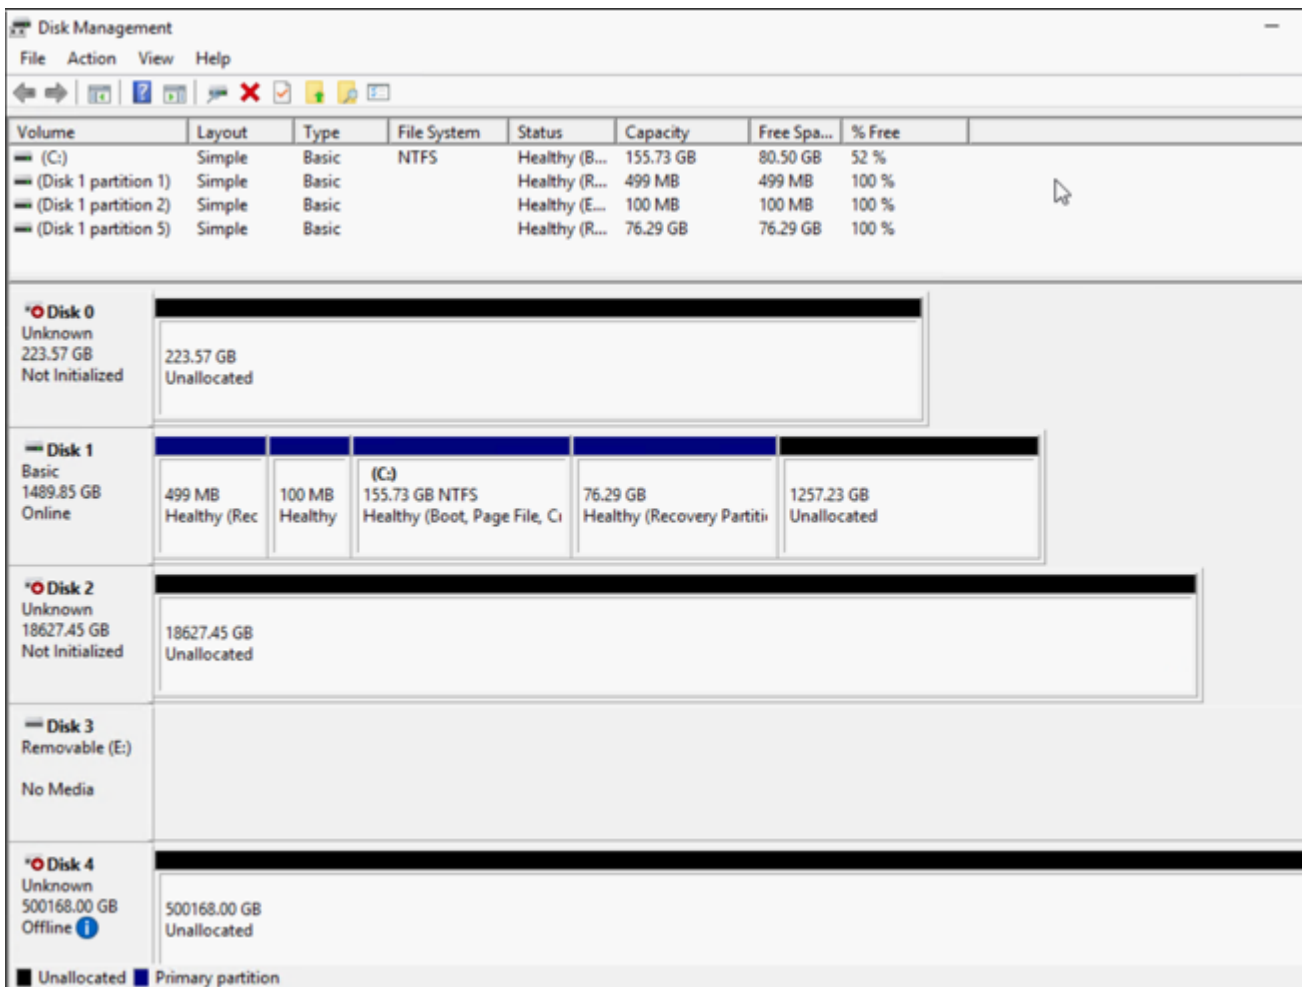 Disk Management
File Action View Help
Volume Layout Type File System Status Capacity Free Spa... % Free
(C:) Simple Basic NTFS Healthy (B... 155.73 GB 80.50 GB 52 %
(Disk 1 partition 1) Simple Basic Healthy (R... 499 MB 499 MB 100 %
(Disk 1 partition 2) Simple Basic Healthy (E... 100 MB 100 MB 100 %
(Disk 1 partition 5) Simple Basic Healthy (R... 76.29 GB 76.29 GB 100 %
Disk 0
Unknown
223.57 GB
Not Initialized
223.57 GB
Unallocated
Disk 1
Basic
1489.85 GB
Online
499 MB
Healthy (Rec
100 MB
Healthy
(C:)
155.73 GB NTFS
Healthy (Boot, Page File, Cr
76.29 GB
Healthy (Recovery Partiti
1257.23 GB
Unallocated
Disk 2
Unknown
18627.45 GB
Not Initialized
18627.45 GB
Unallocated
Disk 3
Removable (E:)
No Media
Disk 4
Unknown
500168.00 GB
Offline
500168.00 GB
Unallocated
Unallocated Primary partition